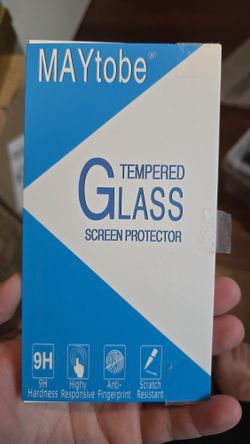 MAYtobe®
TEMPERED
GLASS
SCREEN PROTECTOR
9H
9H Hardness
Highly Responsive
Anti-Fingerprint
Scratch Resistant